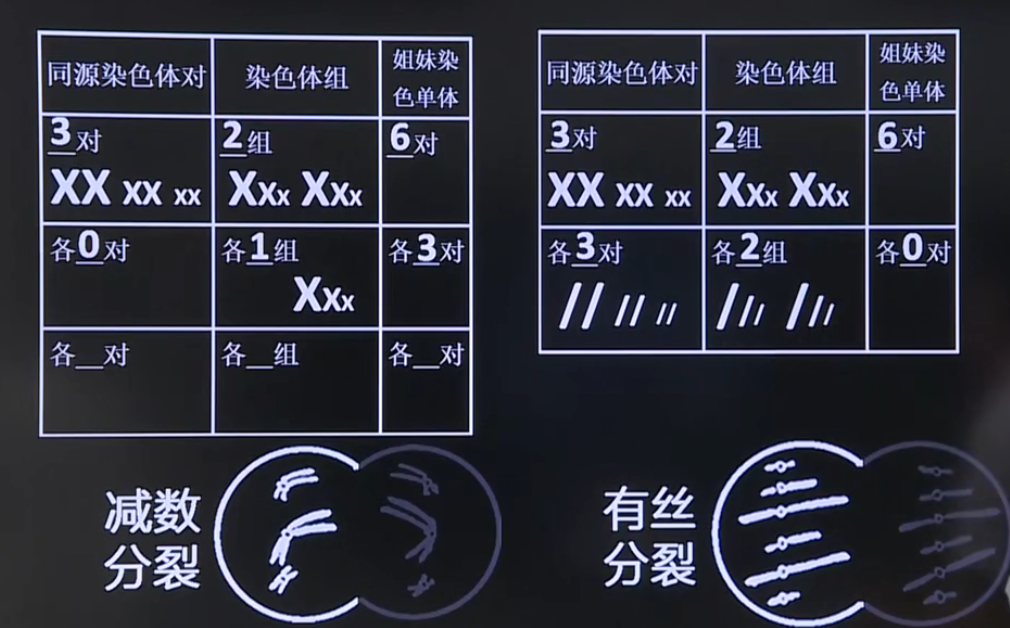 同源染色体对 染色体组 姐妹染
色单体
3对 2组 6对
XX XX XX XXX XXX
各0对 各1组 各3对
XXX
各__对 各__组 各__对
减数
分裂
同源染色体对 染色体组 姐妹染
色单体
3对 2组 6对
XX XX XX XXX XXX
各3对 各2组 各0对
有丝
分裂